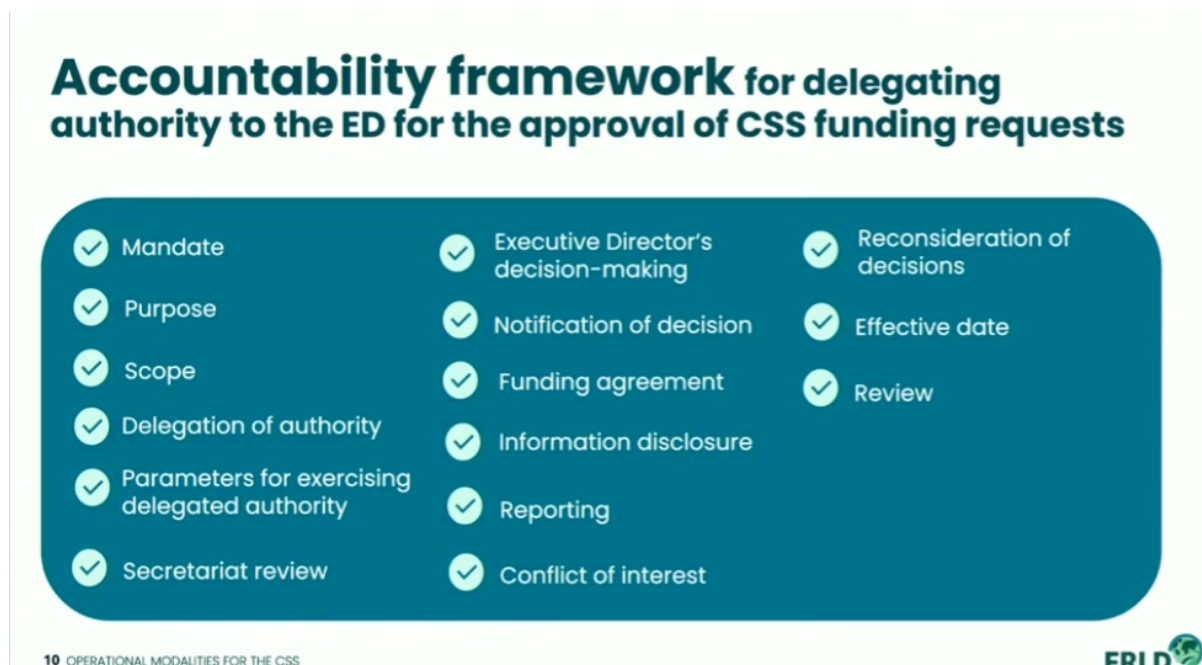 Accountability framework for delegating
authority to the ED for the approval of CSS funding requests
Mandate
Purpose
Scope
Delegation of authority
Parameters for exercising
delegated authority
Secretariat review
Executive Director's
decision-making
Notification of decision
Funding agreement
Information disclosure
Reporting
Conflict of interest
Reconsideration of
decisions
Effective date
Review
10 OPERATIONAL MODALITIES FOR THE CSS
FRLD